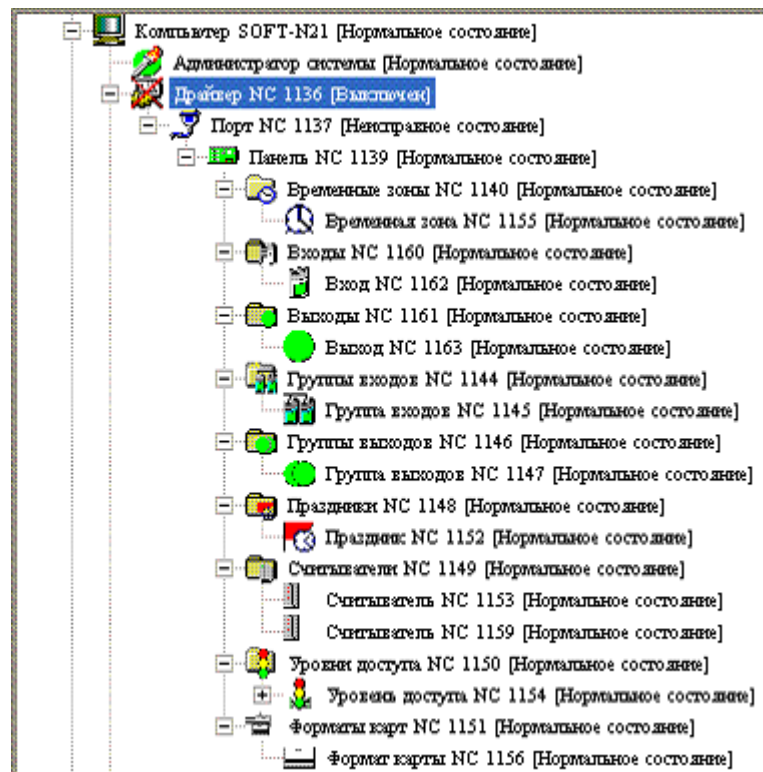 Компьютер SOFT-N21 [Нормальное состояние]
Администратор системы [Нормальное состояние]
Драйвер NC 1136 [Выключен]
Порт NC 1137 [Неисправное состояние]
Панель NC 1139 [Нормальное состояние]
Временные зоны NC 1140 [Нормальное состояние]
Временная зона NC 1155 [Нормальное состояние]
Входы NC 1160 [Нормальное состояние]
Вход NC 1162 [Нормальное состояние]
Выходы NC 1161 [Нормальное состояние]
Выход NC 1163 [Нормальное состояние]
Группы входов NC 1144 [Нормальное состояние]
Группа входов NC 1145 [Нормальное состояние]
Группы выходов NC 1146 [Нормальное состояние]
Группа выходов NC 1147 [Нормальное состояние]
Праздники NC 1148 [Нормальное состояние]
Праздник NC 1152 [Нормальное состояние]
Считыватели NC 1149 [Нормальное состояние]
Считыватель NC 1153 [Нормальное состояние]
Считыватель NC 1159 [Нормальное состояние]
Уровни доступа NC 1150 [Нормальное состояние]
Уровень доступа NC 1154 [Нормальное состояние]
Форматы карт NC 1151 [Нормальное состояние]
Формат карты NC 1156 [Нормальное состояние]